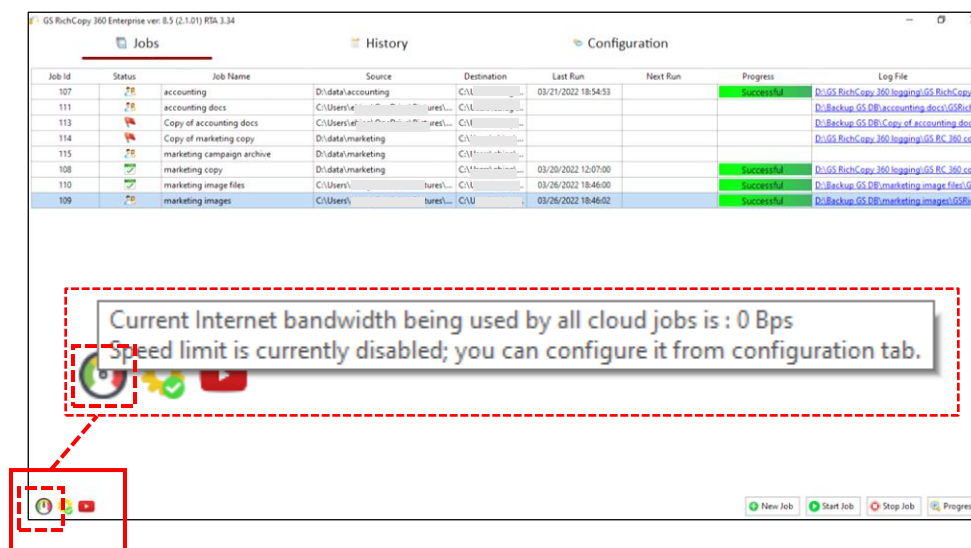 GS RichCopy 360 Enterprise ver: 8.5 (2.1.01) RTA 3.34
Jobs History Configuration
Job Id Status Job Name Source Destination Last Run Next Run Progress Log File
107 accounting D:\data\accounting C:\U ... 03/21/2022 18:54:53 Successful D:\GS RichCopy 360 logging\GS RichCopy
111 accounting docs C:\Users\ D:\Backup GS DB\accounting docs\GSRich
113 Copy of accounting docs C:\Users\ D:\Backup GS DB\Copy of accounting doc
114 Copy of marketing copy D:\data\marketing C:\ D:\GS RichCopy 360 logging\GS RC 360 co
115 marketing campaign archive D:\data\marketing C:\
108 marketing copy D:\data\marketing C:\ 03/20/2022 12:07:00 Successful D:\GS RichCopy 360 logging\GS RC 360 co
110 marketing image files C:\Users\ tures\... C:\U ... 03/26/2022 18:46:00 Successful D:\Backup GS DB\marketing image files\G
109 marketing images C:\Users\ tures\... C:\U 03/26/2022 18:46:02 Successful D:\Backup GS DB\marketing images\GSRi
Current Internet bandwidth being used by all cloud jobs is : 0 Bps
Speed limit is currently disabled; you can configure it from configuration tab.
New Job Start Job Stop Job Progres